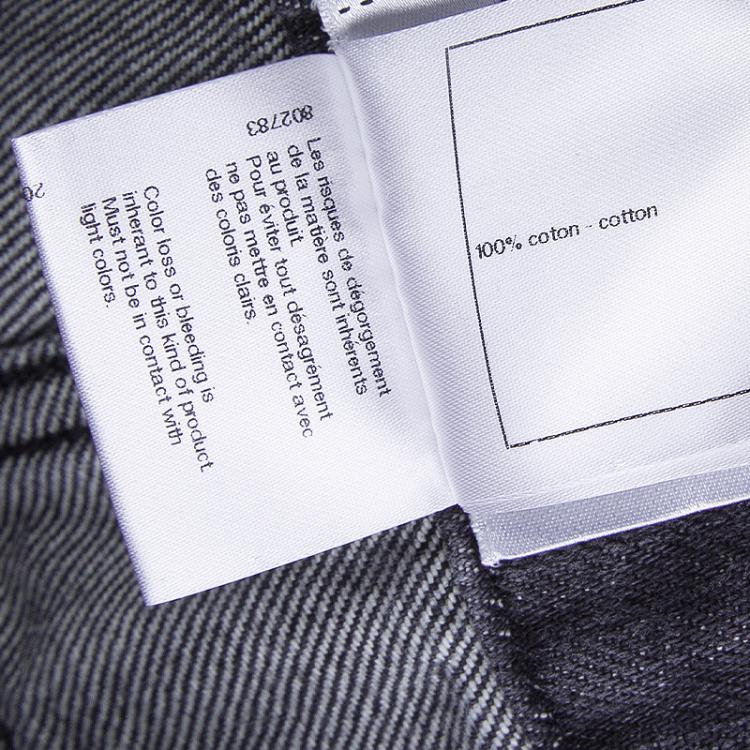 802783
Les risques de dégorgement
de la matière sont inhérents
au produit.
Pour éviter tout désagrément
ne pas mettre en contact avec
des coloris clairs.
Color loss or bleeding is
inherant to this kind of product.
Must not be in contact with
light colors.
20
100% coton - cotton